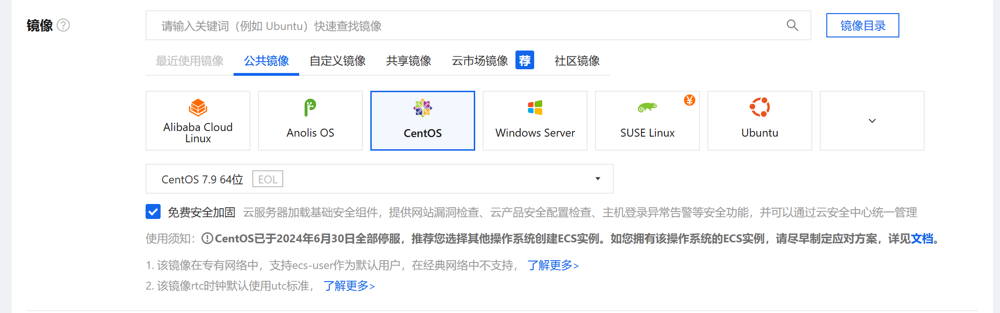 镜像 ?
请输入关键词（例如 Ubuntu）快速查找镜像
镜像目录
最近使用镜像 公共镜像 自定义镜像 共享镜像 云市场镜像 荐 社区镜像
Alibaba Cloud
Linux
Anolis OS
CentOS
Windows Server
¥
SUSE Linux
Ubuntu
CentOS 7.9 64位 EOL
免费安全加固 云服务器加载基础安全组件，提供网站漏洞检查、云产品安全配置检查、主机登录异常告警等安全功能，并可以通过云安全中心统一管理
使用须知：CentOS已于2024年6月30日全部停服，推荐您选择其他操作系统创建ECS实例。如您拥有该操作系统的ECS实例，请尽早制定应对方案，详见文档。
1. 该镜像在专有网络中，支持ecs-user作为默认用户，在经典网络中不支持， 了解更多>
2. 该镜像rtc时钟默认使用utc标准， 了解更多>